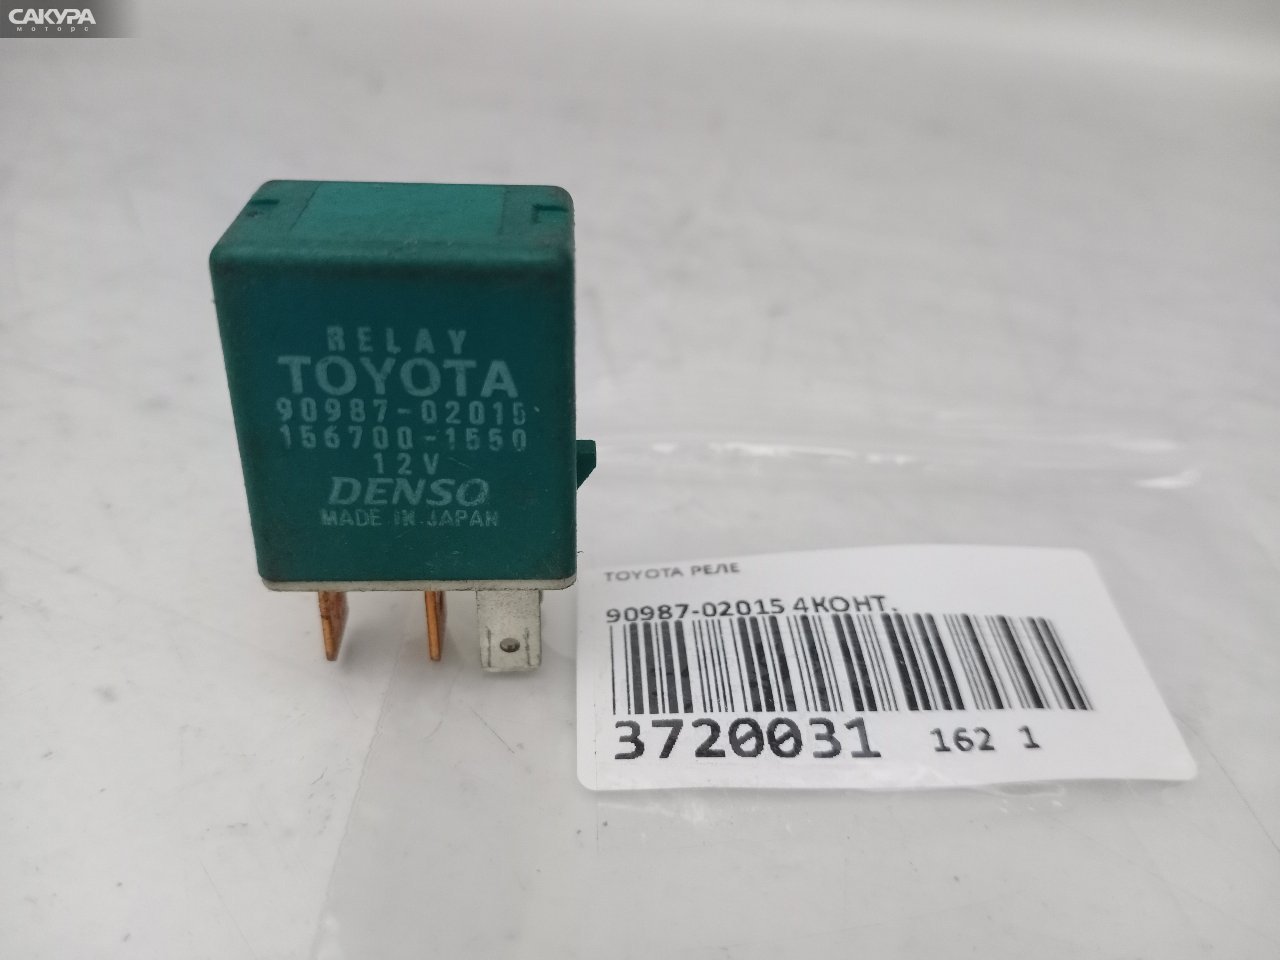 САКУРА
моторс
RELAY
TOYOTA
90987-02015
156700-1550
12V
DENSO
MADE IN JAPAN
TOYOTA РЕЛЕ
90987-02015 4КОНТ.
3720031 162 1